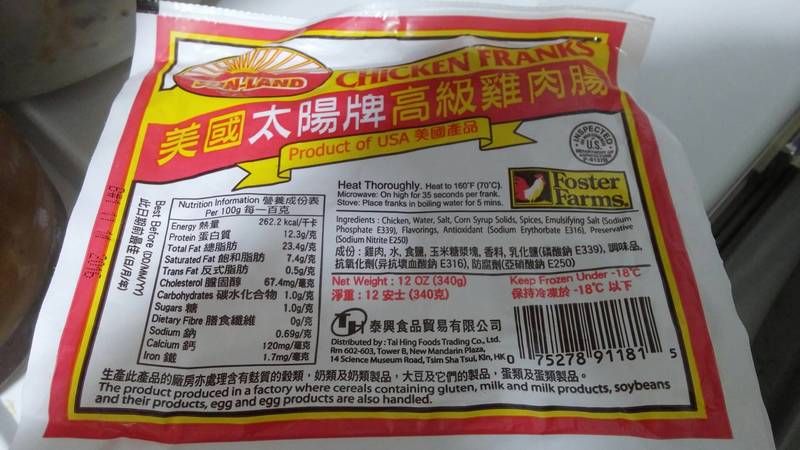 SUN-LAND
CHICKEN FRANKS
美國太陽牌高級雞肉腸
Product of USA 美國產品
INSPECTED
U.S.
DEPARTMENT OF
AGRICULTURE
Foster
Farms
Heat Thoroughly. Heat to 160°F (70°C).
Microwave: On high for 35 seconds per frank.
Stove: Place franks in boiling water for 5 mins.
Ingredients : Chicken, Water, Salt, Corn Syrup Solids, Spices, Emulsifying Salt (Sodium
Phosphate E339), Flavorings, Antioxidant (Sodium Erythorbate E316), Preservative
(Sodium Nitrite E250)
成份 : 雞肉, 水, 食鹽, 玉米糖漿塊, 香料, 乳化鹽(磷酸鈉 E339), 調味品,
抗氧化劑(异抗壞血酸鈉 E316), 防腐劑(亞硝酸鈉 E250)
Net Weight : 12 OZ (340g)
淨重 : 12 安士 (340克)
Keep Frozen Under -18°C
保持冷凍於 -18°C 以下
Best Before (DD/MM/YY)
此日期前最佳 (日/月/年)
Nutrition Information 營養成份表
Per 100g 每一百克
Energy 熱量 262.2 kcal/千卡
Protein 蛋白質 12.3g/克
Total Fat 總脂肪 23.4g/克
Saturated Fat 飽和脂肪 7.4g/克
Trans Fat 反式脂肪 0.5g/克
Cholesterol 膽固醇 67.4mg/毫克
Carbohydrates 碳水化合物 1.0g/克
Sugars 糖 1.0g/克
Dietary Fibre 膳食纖維 0g/克
Sodium 鈉 0.69g/克
Calcium 鈣 120mg/毫克
Iron 鐵 1.7mg/毫克
泰興食品貿易有限公司
Distributed by : Tai Hing Foods Trading Co., Ltd.
Rm 602-603, Tower B, New Mandarin Plaza,
14 Science Museum Road, Tsim Sha Tsui, Kln, HK
0 75278 91181 5
生產此產品的廠房亦處理含有麩質的穀類，奶類及奶類製品，大豆及它們的製品，蛋類及蛋類製品。
The product produced in a factory where cereals containing gluten, milk and milk products, soybeans
and their products, egg and egg products are also handled.